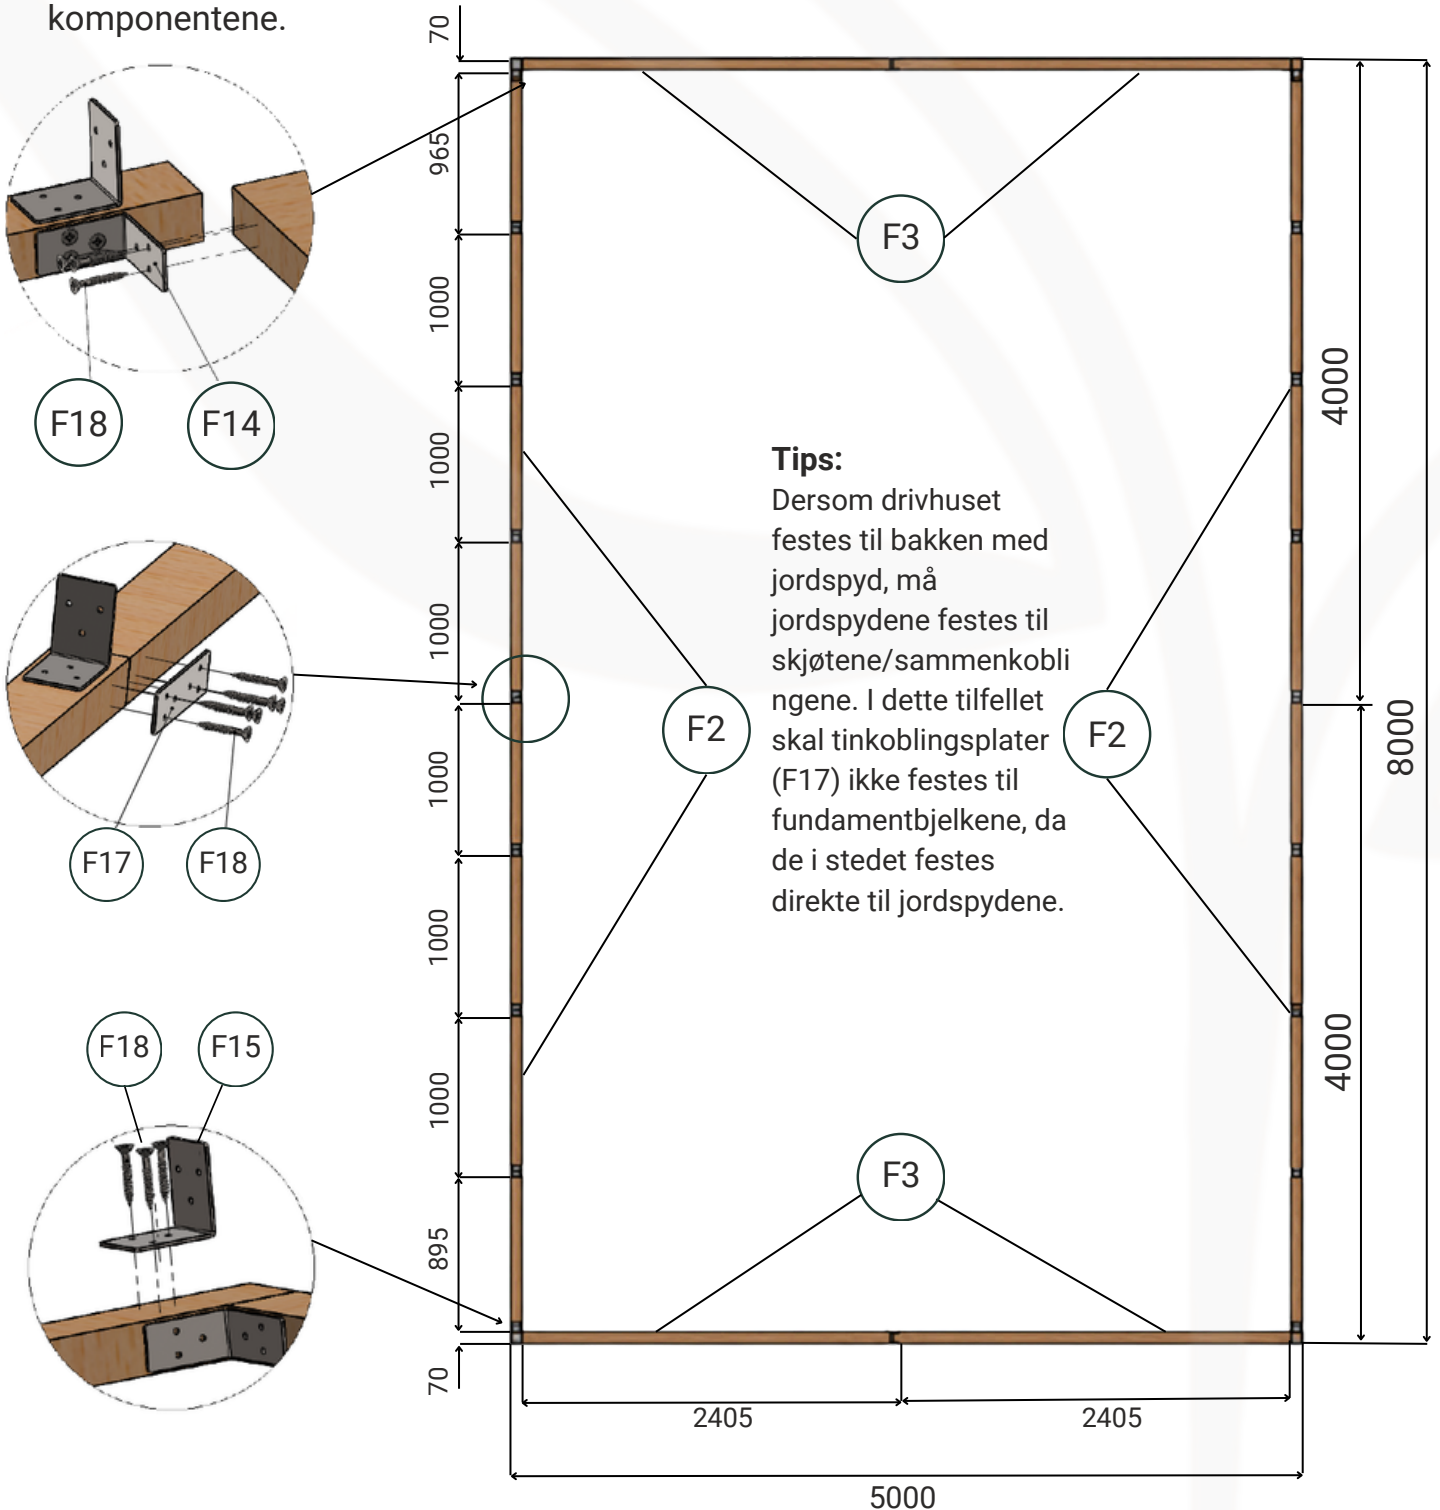 komponentene.
70
965
1000
1000
1000
1000
1000
1000
895
70
F18
F14
F17
F18
F18
F15
F3
F2
F2
F3
Tips:
Dersom drivhuset
festes til bakken med
jordspyd, må
jordspydene festes til
skjøtene/sammenkobli
ngene. I dette tilfellet
skal tinkoblingsplater
(F17) ikke festes til
fundamentbjelkene, da
de i stedet festes
direkte til jordspydene.
4000
4000
8000
2405
2405
5000